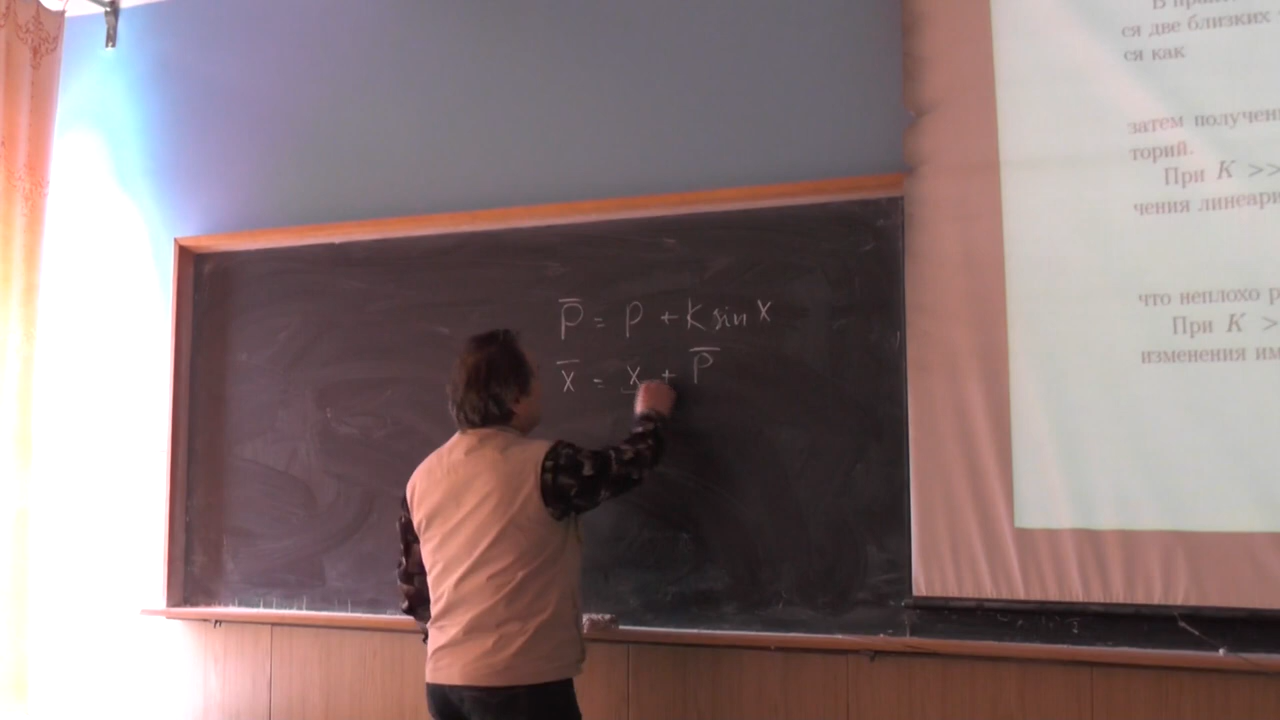 P̅ = P + K sin x
x̅ = x + P̅
ся две близких
ся как
затем получен
торий.
При K >>
чения линеари
что неплохо р
При K >
изменения им